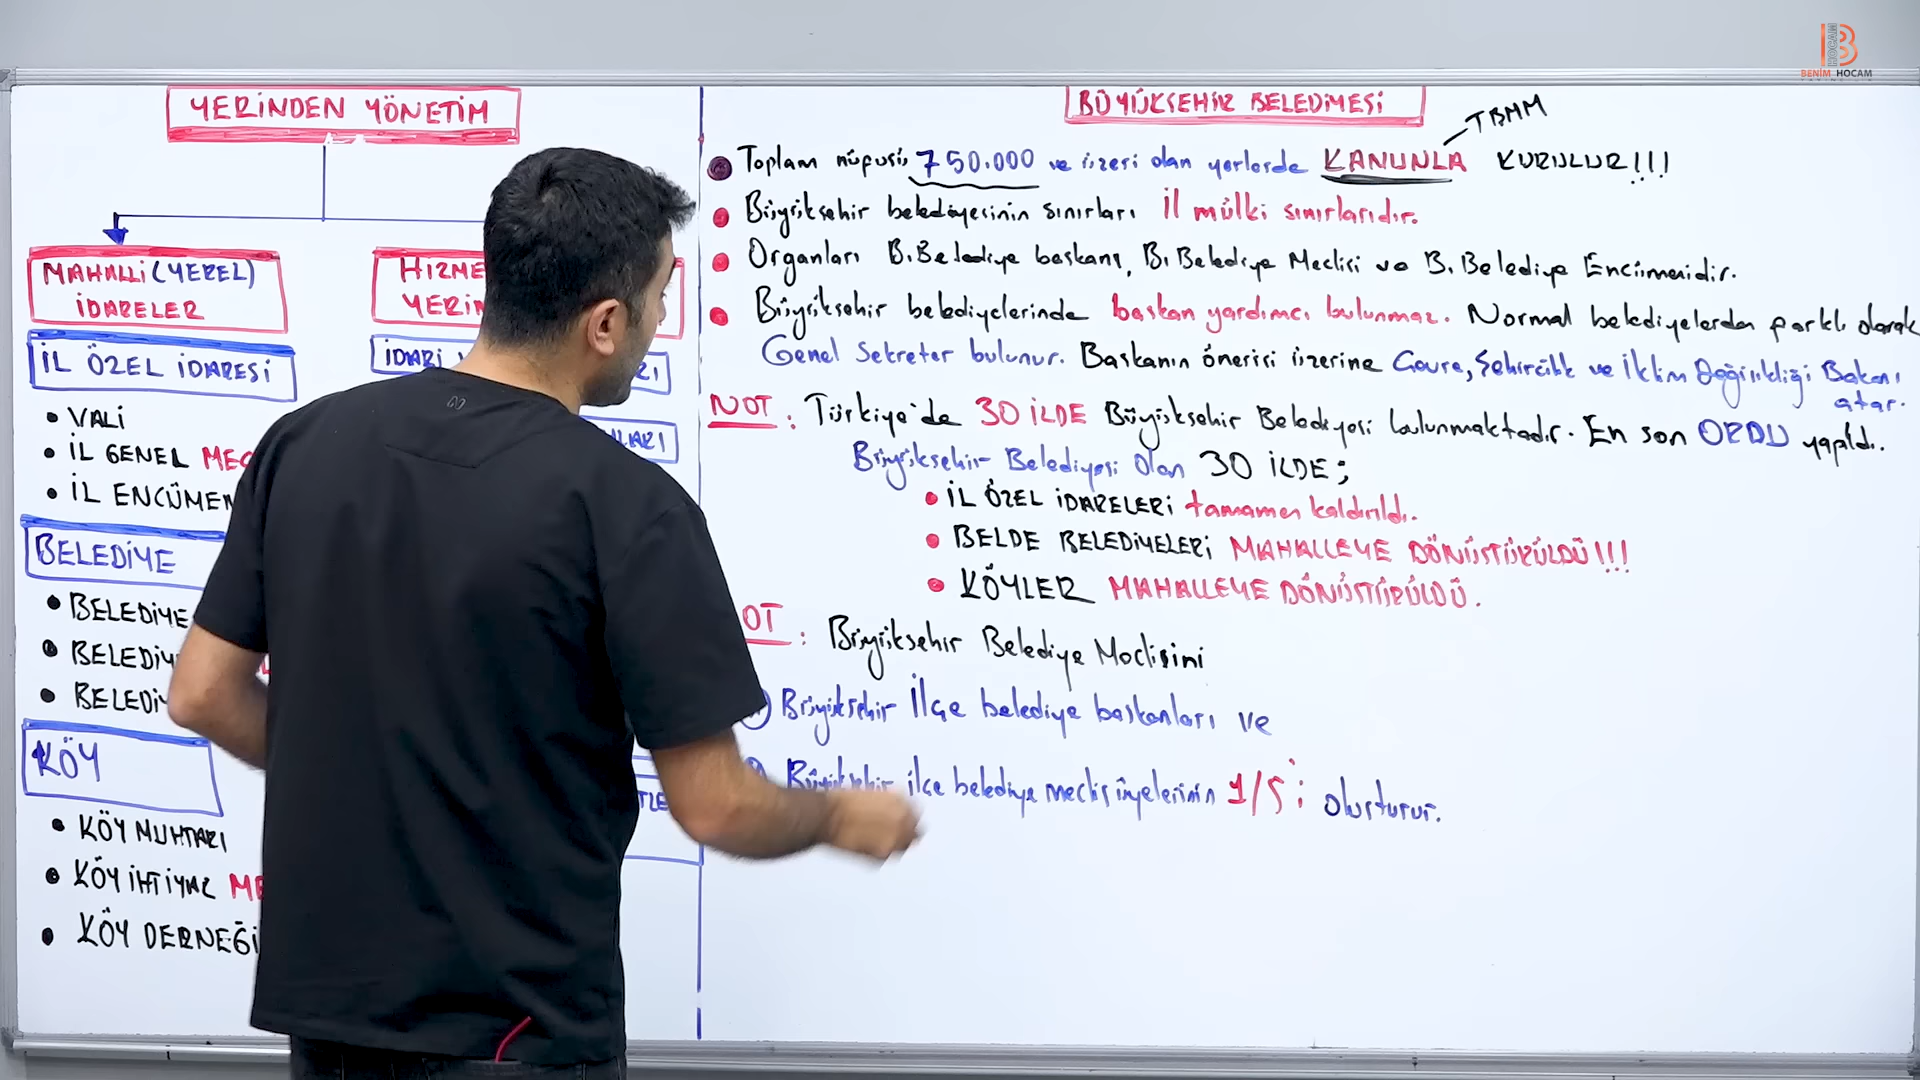 BENİM HOCAM
YERİNDEN YÖNETİM
MAHALLİ (YEREL)
İDARELER
İL ÖZEL İDARESİ
• VALİ
• İL GENEL MEC
• İL ENCÜMEN
BELEDİYE
• BELEDİYE
• BELEDİY
• BELEDİY
KÖY
• KÖY MUHTARI
• KÖY İHTİYAR ME
• KÖY DERNEĞİ
HİZME
YERİN
İDARİ
BÜYÜKŞEHİR BELEDİYESİ
TBMM
• Toplam nüfusu 750.000 ve üzeri olan yerlerde KANUNLA KURULUR!!!
• Büyükşehir belediyesinin sınırları İl mülki sınırlarıdır.
• Organları B.Belediye başkanı, B. Belediye Meclisi ve B. Belediye Encümenidir.
• Büyükşehir belediyelerinde başkan yardımcı bulunmaz. Normal belediyelerden farklı olarak
Genel Sekreter bulunur. Başkanın önerisi üzerine Çevre, Şehircilik ve İklim Değişikliği Bakanı
atar.
NOT: Türkiye'de 30 İLDE Büyükşehir Belediyesi bulunmaktadır. En son ORDU yapıldı.
Büyükşehir Belediyesi Olan 30 İLDE;
• İL ÖZEL İDARELERİ tamamen kaldırıldı.
• BELDE BELEDİYELERİ MAHALLEYE DÖNÜŞTÜRÜLDÜ!!!
• KÖYLER MAHALLEYE DÖNÜŞTÜRÜLDÜ.
OT: Büyükşehir Belediye Meclisini
Büyükşehir İlçe belediye başkanları ve
Büyükşehir ilçe belediye meclis üyelerinin 1/5'i oluşturur.